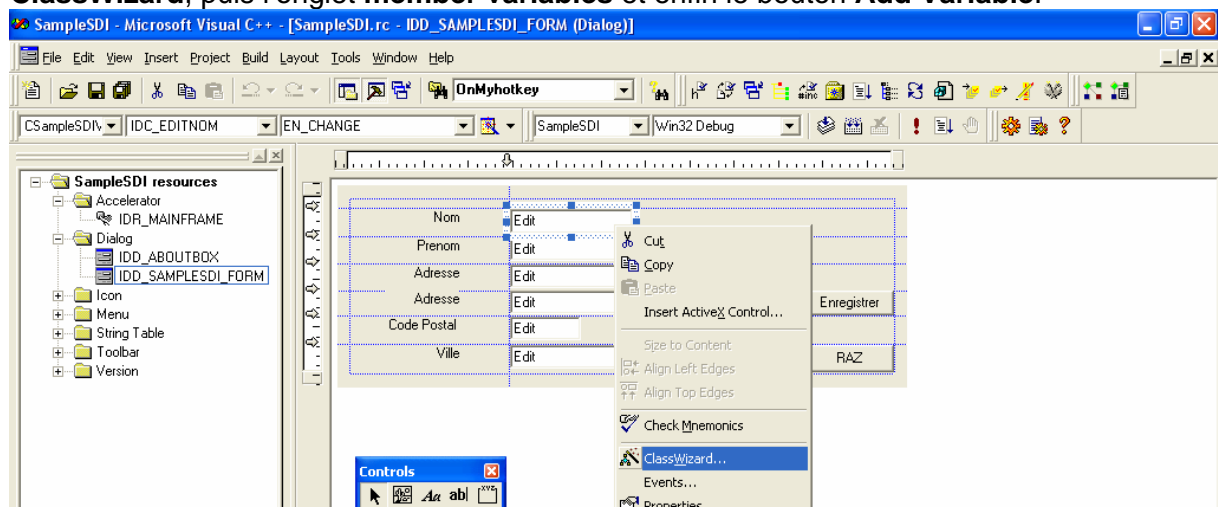 ClassWizard, puis l'onglet member variables et enfin le bouton Add Variable.
SampleSDI - Microsoft Visual C++ - [SampleSDI.rc - IDD_SAMPLESDI_FORM (Dialog)]
File Edit View Insert Project Build Layout Tools Window Help
OnMyhotkey
CSampleSDIV IDC_EDITNOM EN_CHANGE SampleSDI Win32 Debug
SampleSDI resources
Accelerator
IDR_MAINFRAME
Dialog
IDD_ABOUTBOX
IDD_SAMPLESDI_FORM
Icon
Menu
String Table
Toolbar
Version
Nom Edit
Prenom Edit
Adresse Edit
Adresse Edit Enregistrer
Code Postal Edit
Ville Edit RAZ
Cut
Copy
Paste
Insert ActiveX Control...
Size to Content
Align Left Edges
Align Top Edges
Check Mnemonics
ClassWizard...
Events...
Properties
Controls
Aa ab|